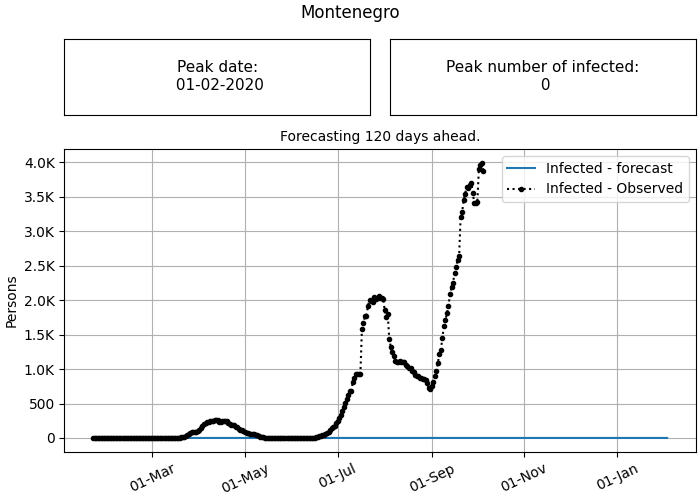 Montenegro
Peak date:
01-02-2020
Peak number of infected:
0
Forecasting 120 days ahead.
Infected - forecast
Infected - Observed
Persons
4.0K
3.5K
3.0K
2.5K
2.0K
1.5K
1.0K
500
0
01-Mar
01-May
01-Jul
01-Sep
01-Nov
01-Jan